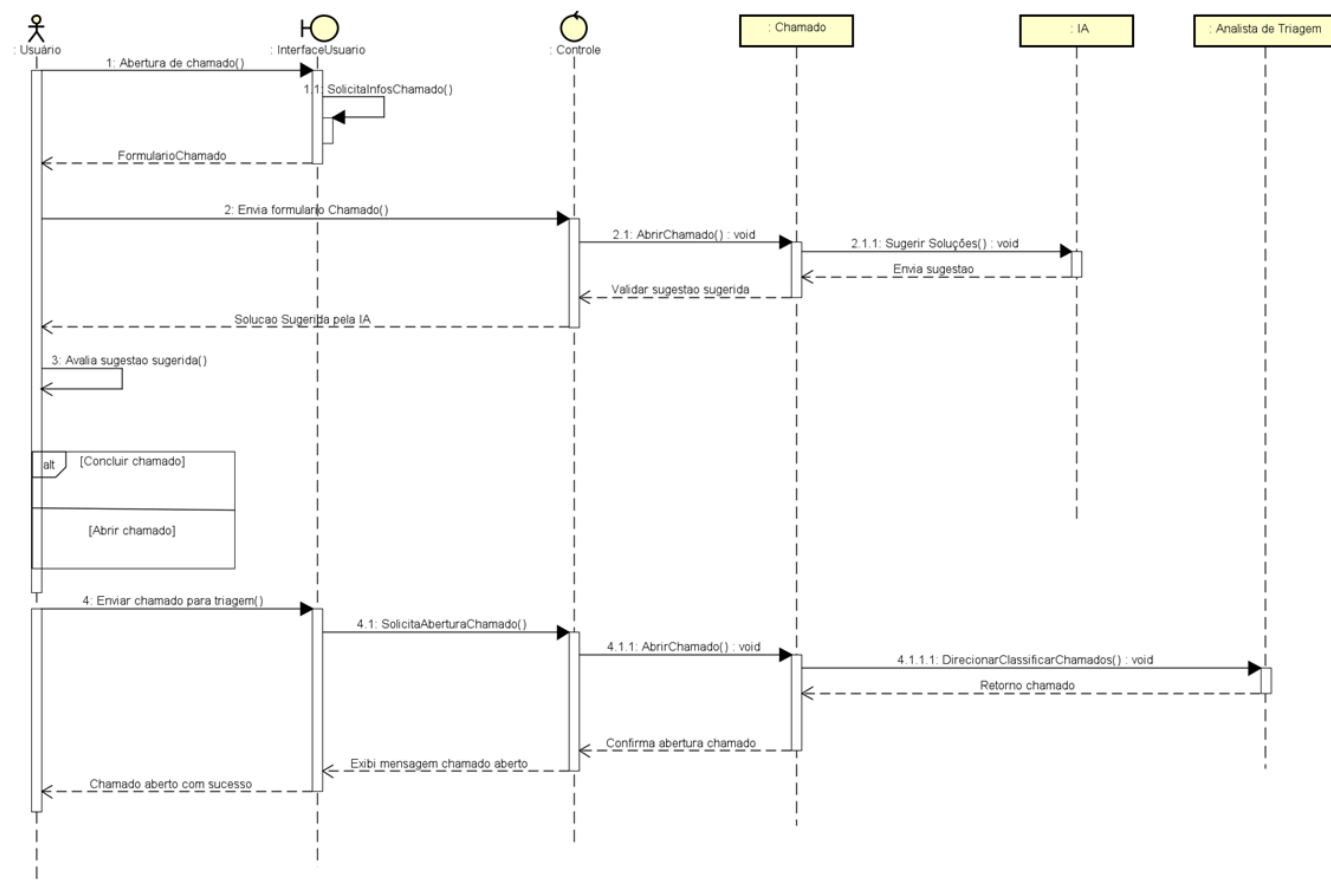 : Usuário
: InterfaceUsuario
: Controle
: Chamado
: IA
: Analista de Triagem
1: Abertura de chamado()
1.1: SolicitaInfosChamado()
FormularioChamado
2: Envia formulario Chamado()
2.1: AbrirChamado() : void
2.1.1: Sugerir Soluções() : void
Envia sugestao
Validar sugestao sugerida
Solucao Sugerida pela IA
3: Avalia sugestao sugerida()
alt
[Concluir chamado]
[Abrir chamado]
4: Enviar chamado para triagem()
4.1: SolicitaAberturaChamado()
4.1.1: AbrirChamado() : void
4.1.1.1: DirecionarClassificarChamados() : void
Retorno chamado
Confirma abertura chamado
Exibi mensagem chamado aberto
Chamado aberto com sucesso